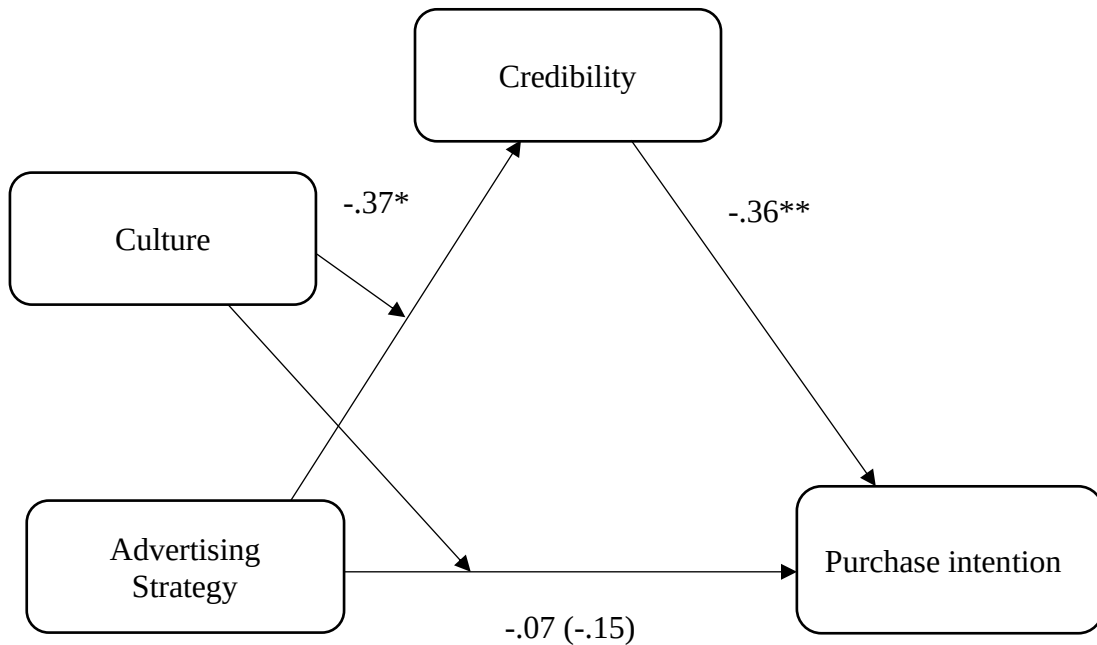 Credibility
-.37*
-.36**
Culture
Advertising
Strategy
Purchase intention
-.07 (-.15)